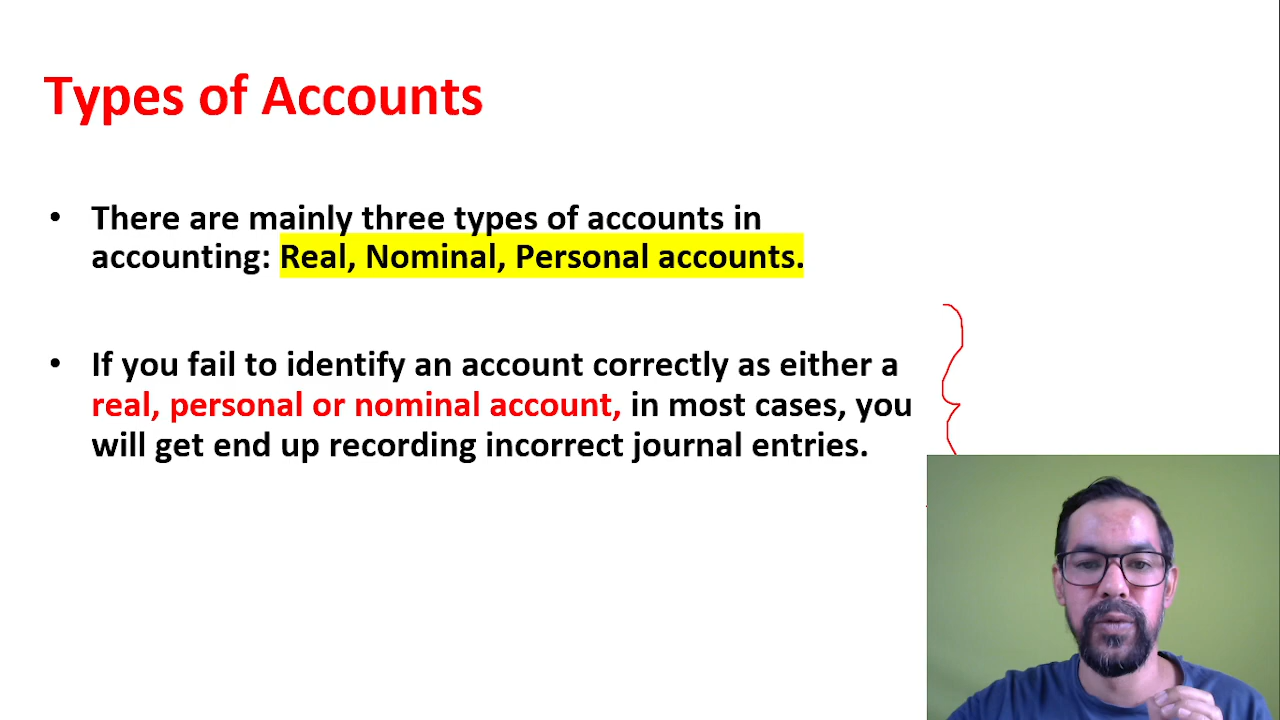 Types of Accounts
• There are mainly three types of accounts in
accounting: Real, Nominal, Personal accounts.
• If you fail to identify an account correctly as either a
real, personal or nominal account, in most cases, you
will get end up recording incorrect journal entries.